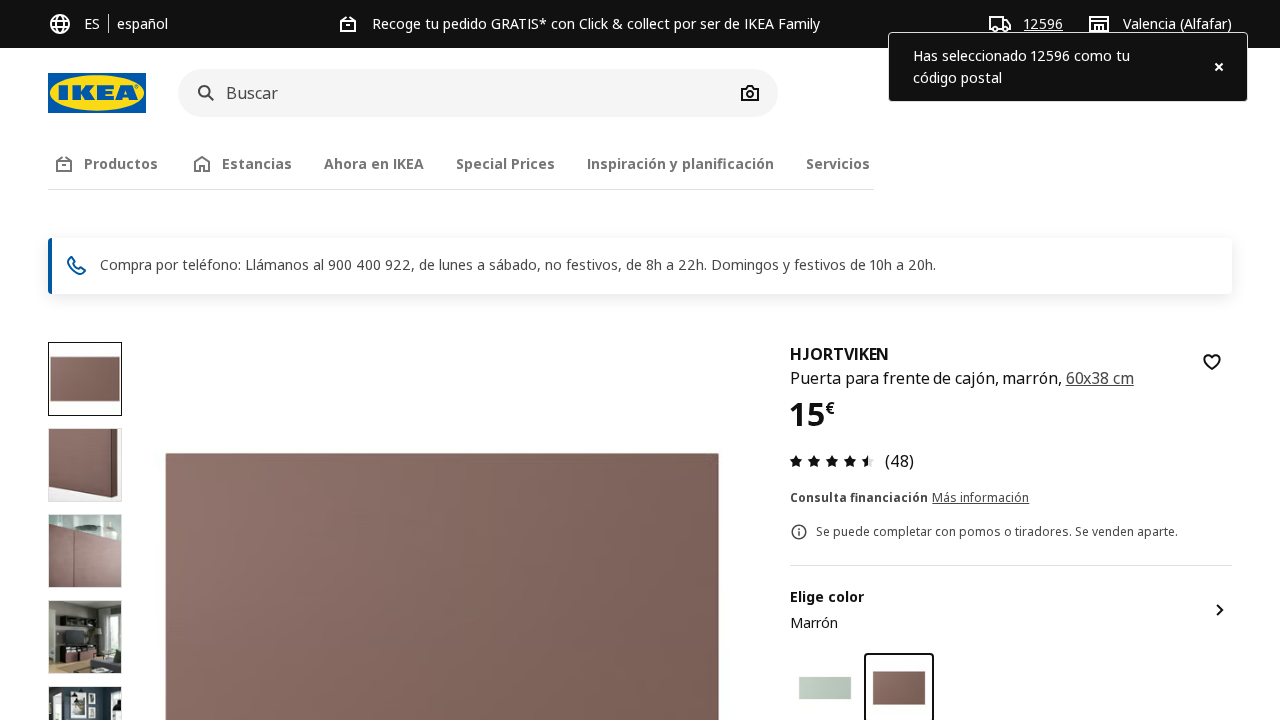 ES | español
Recoge tu pedido GRATIS* con Click & collect por ser de IKEA Family
12596
Valencia (Alfafar)
Has seleccionado 12596 como tu
código postal
IKEA
Buscar
Productos
Estancias
Ahora en IKEA
Special Prices
Inspiración y planificación
Servicios
Compra por teléfono: Llámanos al 900 400 922, de lunes a sábado, no festivos, de 8h a 22h. Domingos y festivos de 10h a 20h.
HJORTVIKEN
Puerta para frente de cajón, marrón, 60x38 cm
15€
(48)
Consulta financiación Más información
Se puede completar con pomos o tiradores. Se venden aparte.
Elige color
Marrón